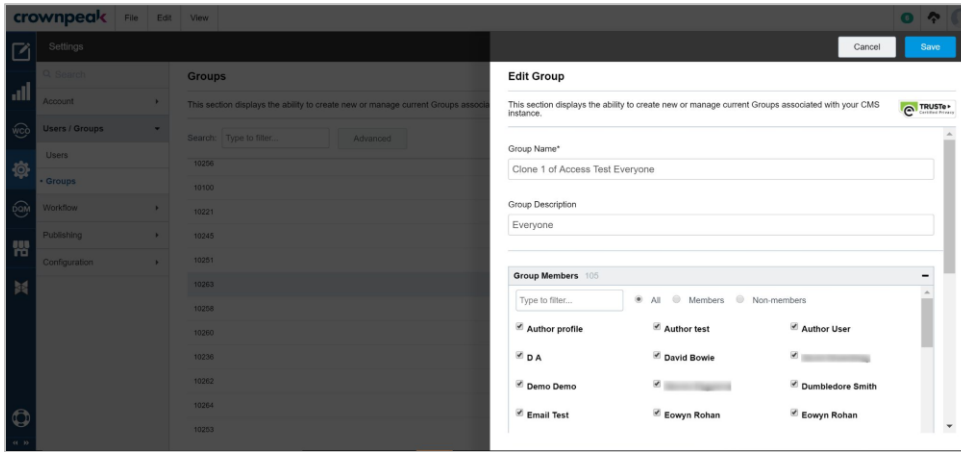 crownpeak File Edit View
Settings
Cancel Save
Search
Account
Users / Groups
Users
Groups
Workflow
Publishing
Configuration
WCO
DQM
Groups
This section displays the ability to create new or manage current Groups associa
Search: Type to filter... Advanced
10256
10100
10221
10245
10251
10263
10258
10260
10236
10262
10264
10253
Edit Group
This section displays the ability to create new or manage current Groups associated with your CMS
instance.
TRUSTe
Certified Privacy
Group Name*
Clone 1 of Access Test Everyone
Group Description
Everyone
Group Members 105
Type to filter... All Members Non-members
Author profile Author test Author User
D A David Bowie
Demo Demo Dumbledore Smith
Email Test Eowyn Rohan Eowyn Rohan